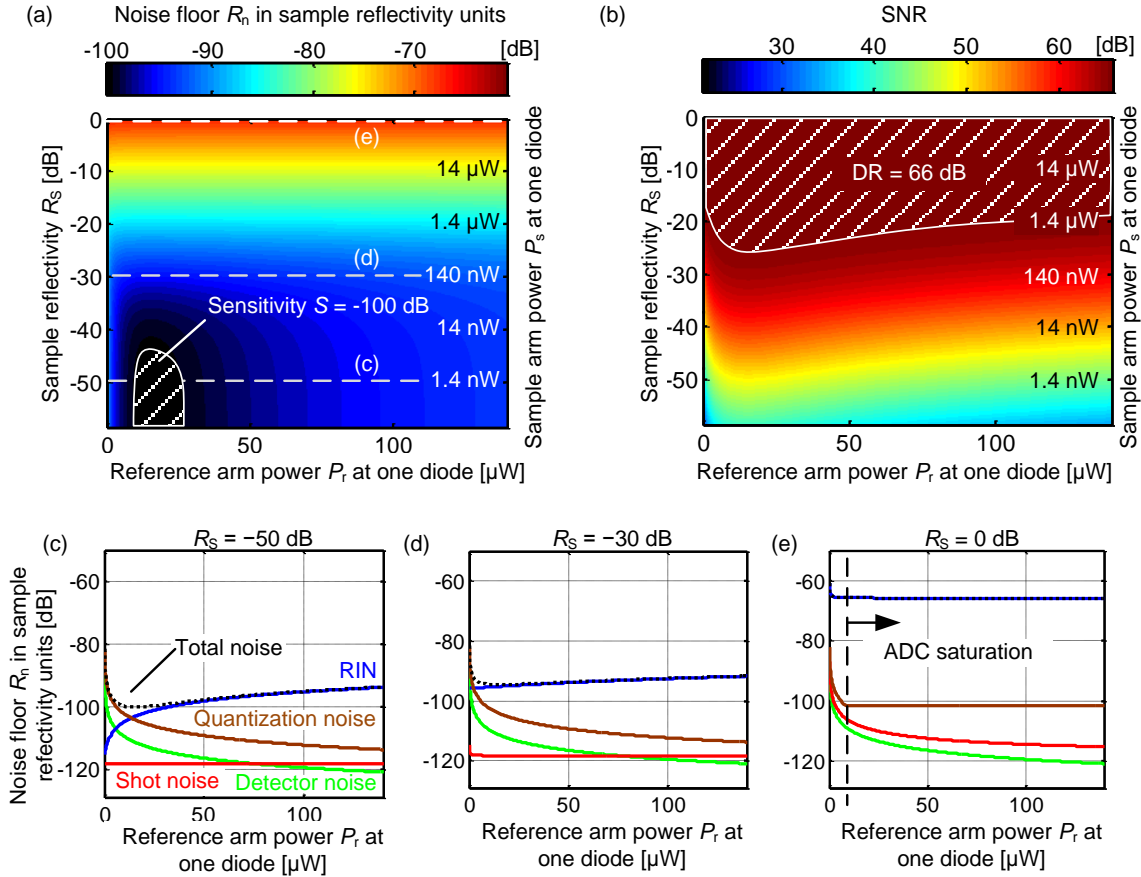 (a)
Noise floor Rn in sample reflectivity units
-100
-90
-80
-70
[dB]
0
-10
-20
-30
-40
-50
Sample reflectivity RS [dB]
(e)
14 µW
1.4 µW
(d)
140 nW
Sensitivity S = -100 dB
14 nW
(c)
1.4 nW
Sample arm power Ps at one diode
0
50
100
Reference arm power Pr at one diode [µW]
(b)
SNR
30
40
50
60
[dB]
0
-10
-20
-30
-40
-50
Sample reflectivity RS [dB]
DR = 66 dB
14 µW
1.4 µW
140 nW
14 nW
1.4 nW
Sample arm power Ps at one diode
0
50
100
Reference arm power Pr at one diode [µW]
(c)
RS = −50 dB
Noise floor Rn in sample
reflectivity units [dB]
-60
-80
-100
-120
Total noise
RIN
Quantization noise
Shot noise
Detector noise
50
100
Reference arm power Pr at
one diode [µW]
(d)
RS = −30 dB
-60
-80
-100
-120
50
100
Reference arm power Pr at
one diode [µW]
(e)
RS = 0 dB
-60
-80
-100
-120
ADC saturation
0
50
100
Reference arm power Pr at
one diode [µW]